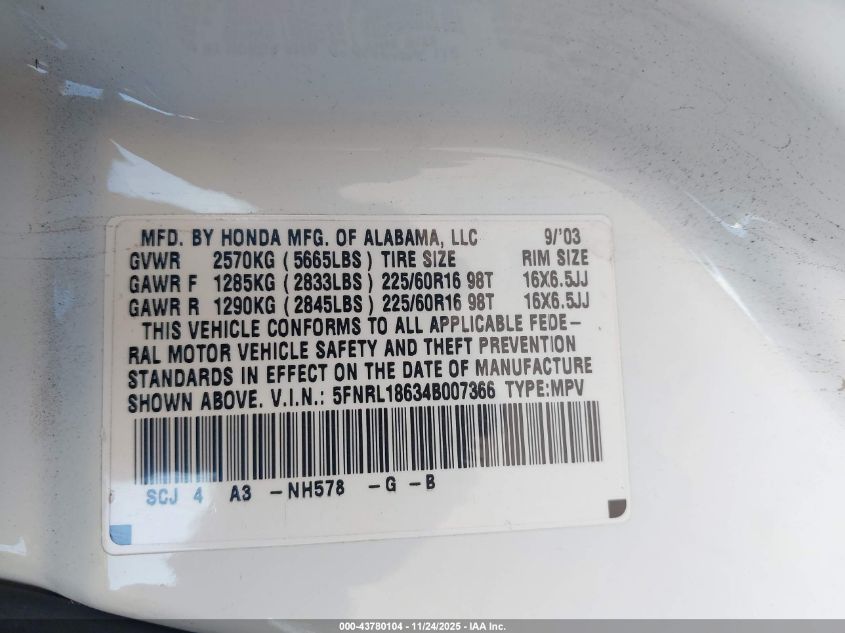 MFD. BY HONDA MFG. OF ALABAMA, LLC 9/'03
GVWR 2570KG ( 5665LBS ) TIRE SIZE RIM SIZE
GAWR F 1285KG ( 2833LBS ) 225/60R16 98T 16X6.5JJ
GAWR R 1290KG ( 2845LBS ) 225/60R16 98T 16X6.5JJ
THIS VEHICLE CONFORMS TO ALL APPLICABLE FEDE-
RAL MOTOR VEHICLE SAFETY AND THEFT PREVENTION
STANDARDS IN EFFECT ON THE DATE OF MANUFACTURE
SHOWN ABOVE. V.I.N.: 5FNRL18634B007366 TYPE:MPV
SCJ 4 A3 -NH578 -G -B
000-43780104 - 11/24/2025 - IAA Inc.